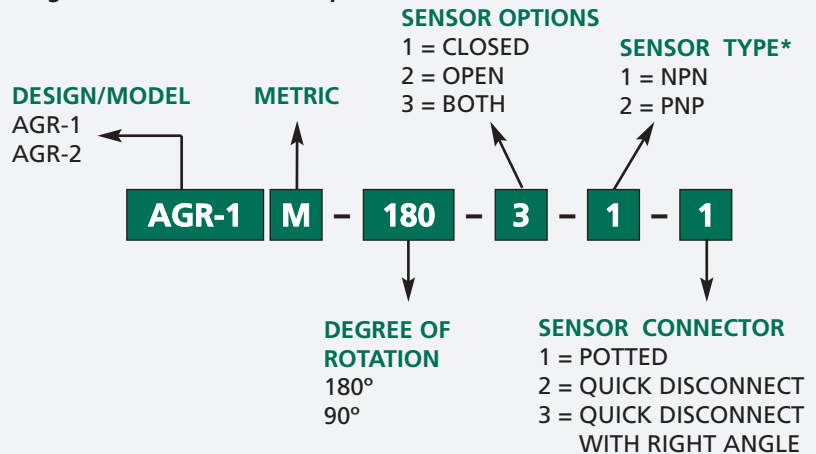 SENSOR OPTIONS
1 = CLOSED
2 = OPEN
3 = BOTH
SENSOR TYPE*
1 = NPN
2 = PNP
DESIGN/MODEL
AGR-1
AGR-2
METRIC
AGR-1 M – 180 – 3 – 1 – 1
DEGREE OF
ROTATION
180º
90º
SENSOR CONNECTOR
1 = POTTED
2 = QUICK DISCONNECT
3 = QUICK DISCONNECT
WITH RIGHT ANGLE